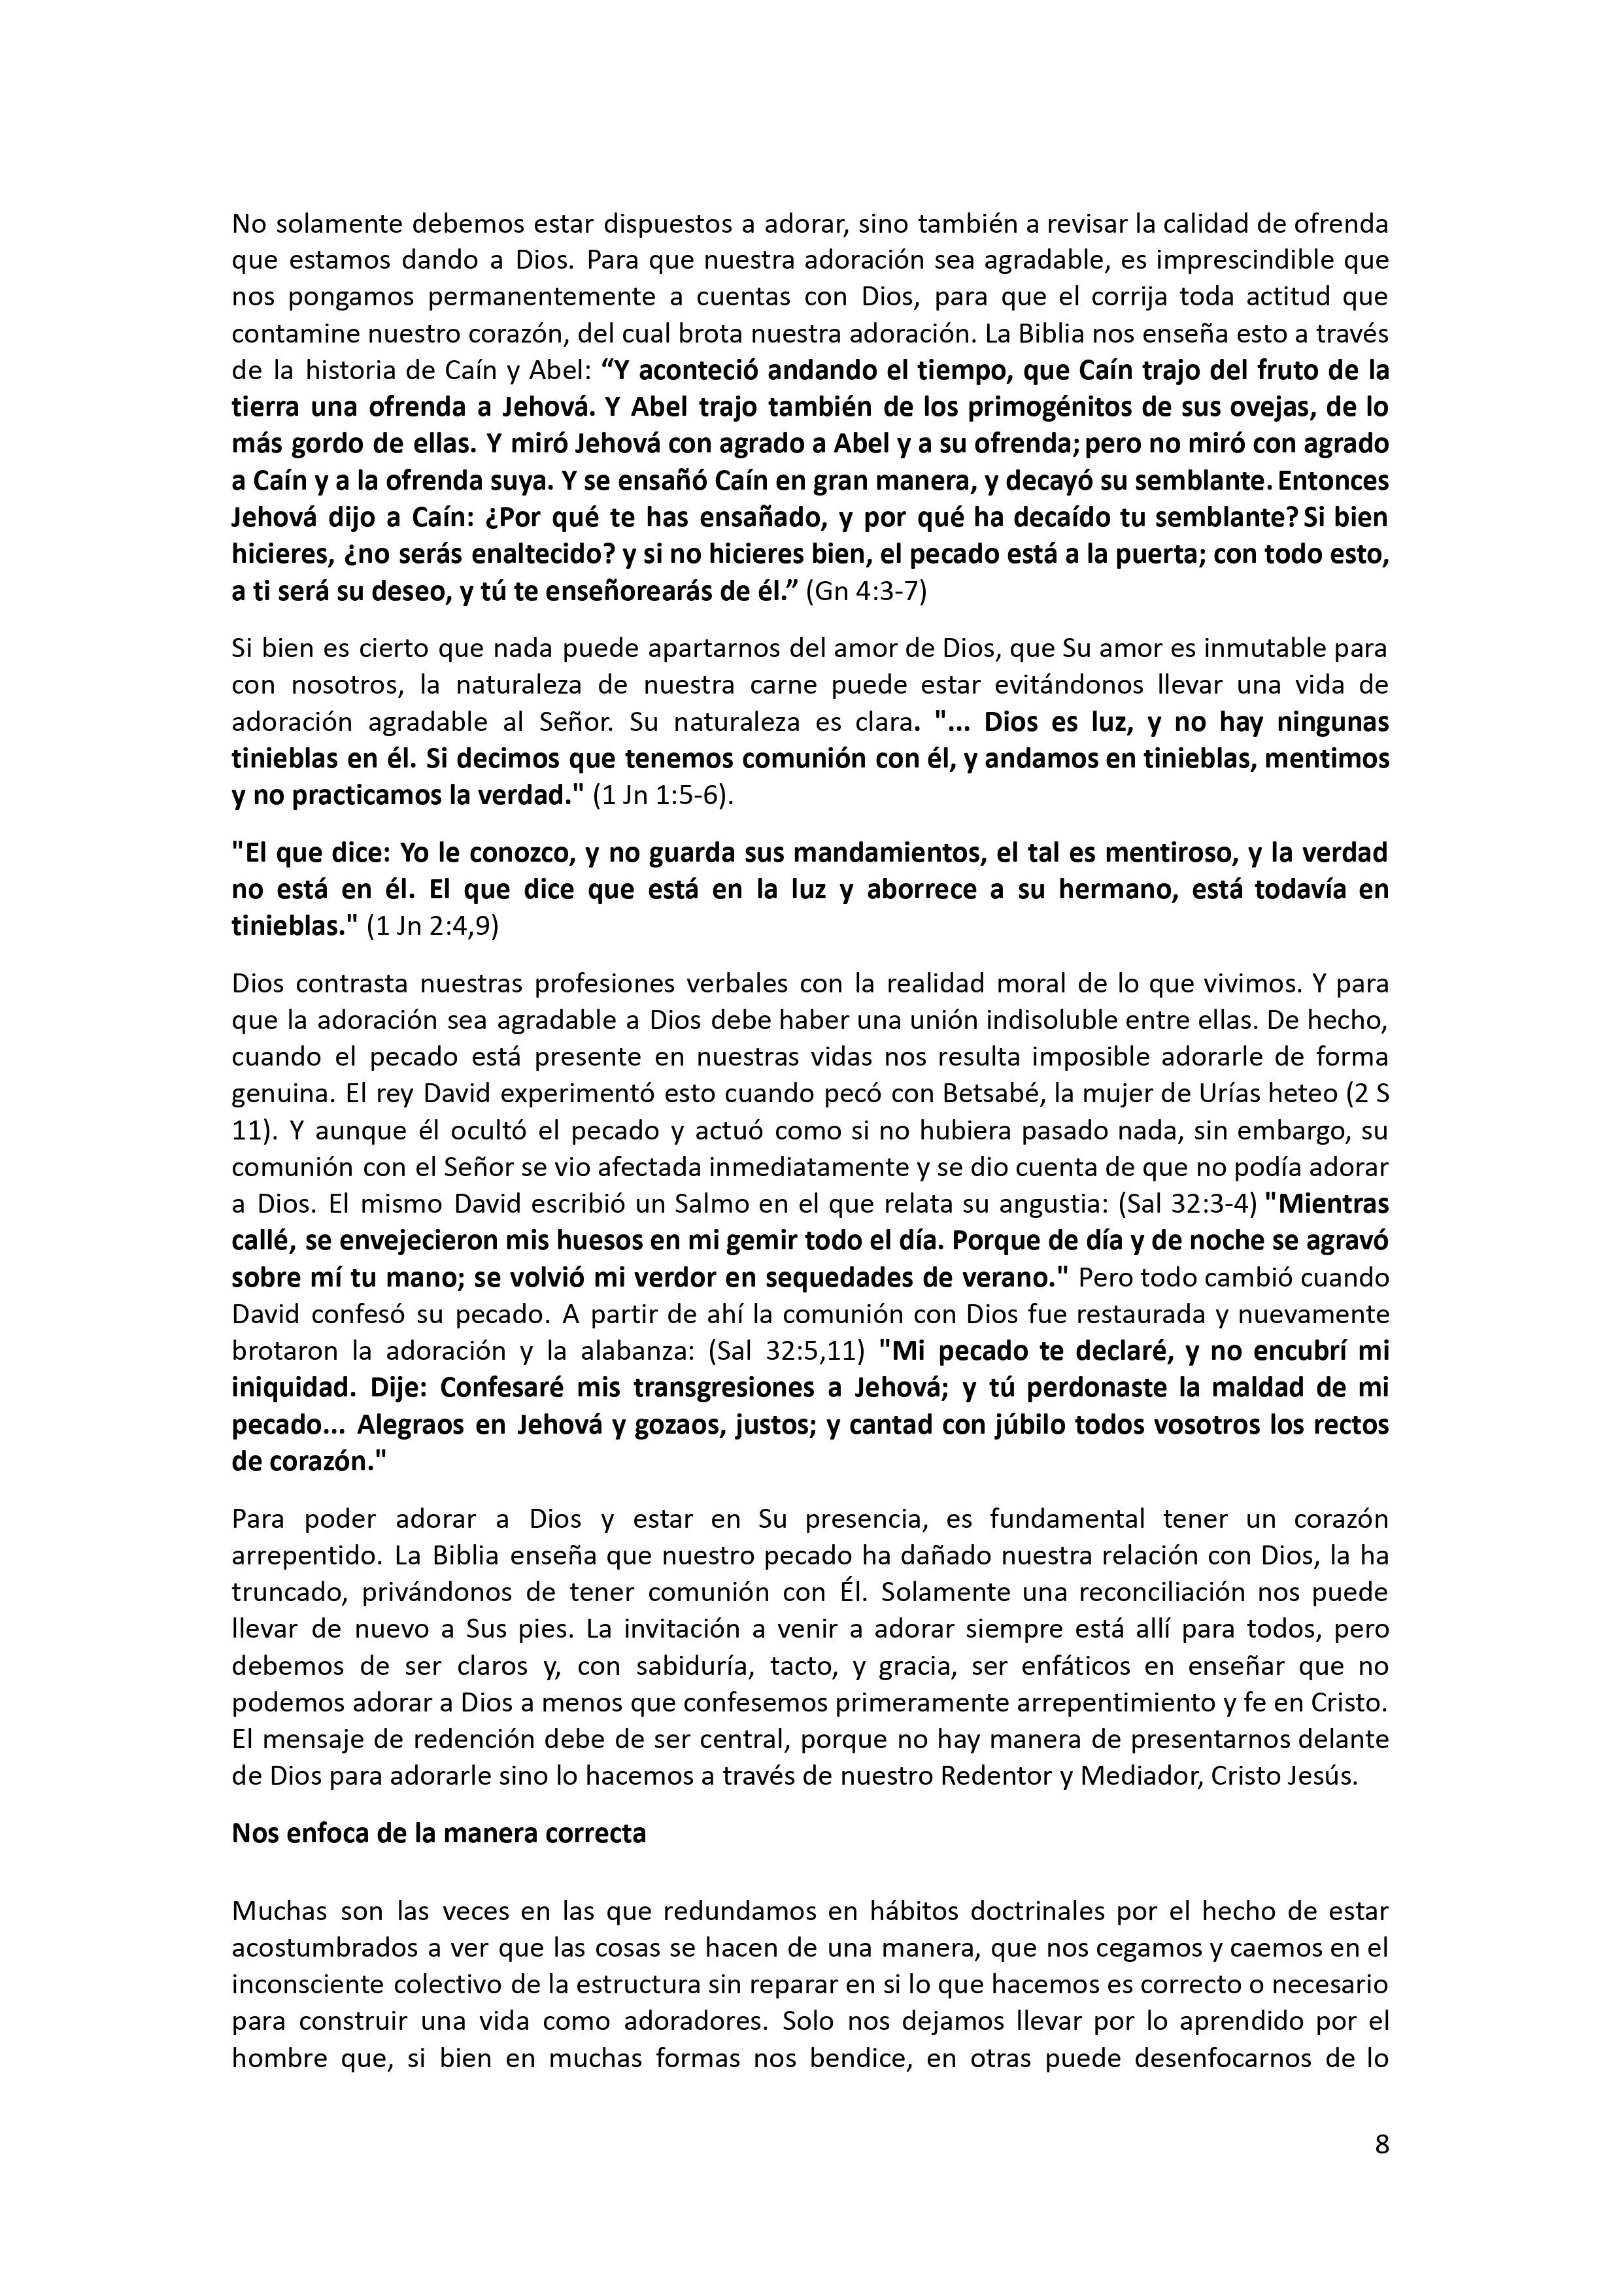 No solamente debemos estar dispuestos a adorar, sino también a revisar la calidad de ofrenda
que estamos dando a Dios. Para que nuestra adoración sea agradable, es imprescindible que
nos pongamos permanentemente a cuentas con Dios, para que el corrija toda actitud que
contamine nuestro corazón, del cual brota nuestra adoración. La Biblia nos enseña esto a través
de la historia de Caín y Abel: “Y aconteció andando el tiempo, que Caín trajo del fruto de la
tierra una ofrenda a Jehová. Y Abel trajo también de los primogénitos de sus ovejas, de lo
más gordo de ellas. Y miró Jehová con agrado a Abel y a su ofrenda; pero no miró con agrado
a Caín y a la ofrenda suya. Y se ensañó Caín en gran manera, y decayó su semblante. Entonces
Jehová dijo a Caín: ¿Por qué te has ensañado, y por qué ha decaído tu semblante? Si bien
hicieres, ¿no serás enaltecido? y si no hicieres bien, el pecado está a la puerta; con todo esto,
a ti será su deseo, y tú te enseñorearás de él.” (Gn 4:3-7)
Si bien es cierto que nada puede apartarnos del amor de Dios, que Su amor es inmutable para
con nosotros, la naturaleza de nuestra carne puede estar evitándonos llevar una vida de
adoración agradable al Señor. Su naturaleza es clara. "... Dios es luz, y no hay ningunas
tinieblas en él. Si decimos que tenemos comunión con él, y andamos en tinieblas, mentimos
y no practicamos la verdad." (1 Jn 1:5-6).
"El que dice: Yo le conozco, y no guarda sus mandamientos, el tal es mentiroso, y la verdad
no está en él. El que dice que está en la luz y aborrece a su hermano, está todavía en
tinieblas." (1 Jn 2:4,9)
Dios contrasta nuestras profesiones verbales con la realidad moral de lo que vivimos. Y para
que la adoración sea agradable a Dios debe haber una unión indisoluble entre ellas. De hecho,
cuando el pecado está presente en nuestras vidas nos resulta imposible adorarle de forma
genuina. El rey David experimentó esto cuando pecó con Betsabé, la mujer de Urías heteo (2 S
11). Y aunque él ocultó el pecado y actuó como si no hubiera pasado nada, sin embargo, su
comunión con el Señor se vio afectada inmediatamente y se dio cuenta de que no podía adorar
a Dios. El mismo David escribió un Salmo en el que relata su angustia: (Sal 32:3-4) "Mientras
callé, se envejecieron mis huesos en mi gemir todo el día. Porque de día y de noche se agravó
sobre mí tu mano; se volvió mi verdor en sequedades de verano." Pero todo cambió cuando
David confesó su pecado. A partir de ahí la comunión con Dios fue restaurada y nuevamente
brotaron la adoración y la alabanza: (Sal 32:5,11) "Mi pecado te declaré, y no encubrí mi
iniquidad. Dije: Confesaré mis transgresiones a Jehová; y tú perdonaste la maldad de mi
pecado... Alegraos en Jehová y gozaos, justos; y cantad con júbilo todos vosotros los rectos
de corazón."
Para poder adorar a Dios y estar en Su presencia, es fundamental tener un corazón
arrepentido. La Biblia enseña que nuestro pecado ha dañado nuestra relación con Dios, la ha
truncado, privándonos de tener comunión con Él. Solamente una reconciliación nos puede
llevar de nuevo a Sus pies. La invitación a venir a adorar siempre está allí para todos, pero
debemos de ser claros y, con sabiduría, tacto, y gracia, ser enfáticos en enseñar que no
podemos adorar a Dios a menos que confesemos primeramente arrepentimiento y fe en Cristo.
El mensaje de redención debe de ser central, porque no hay manera de presentarnos delante
de Dios para adorarle sino lo hacemos a través de nuestro Redentor y Mediador, Cristo Jesús.
Nos enfoca de la manera correcta
Muchas son las veces en las que redundamos en hábitos doctrinales por el hecho de estar
acostumbrados a ver que las cosas se hacen de una manera, que nos cegamos y caemos en el
inconsciente colectivo de la estructura sin reparar en si lo que hacemos es correcto o necesario
para construir una vida como adoradores. Solo nos dejamos llevar por lo aprendido por el
hombre que, si bien en muchas formas nos bendice, en otras puede desenfocarnos de lo
8